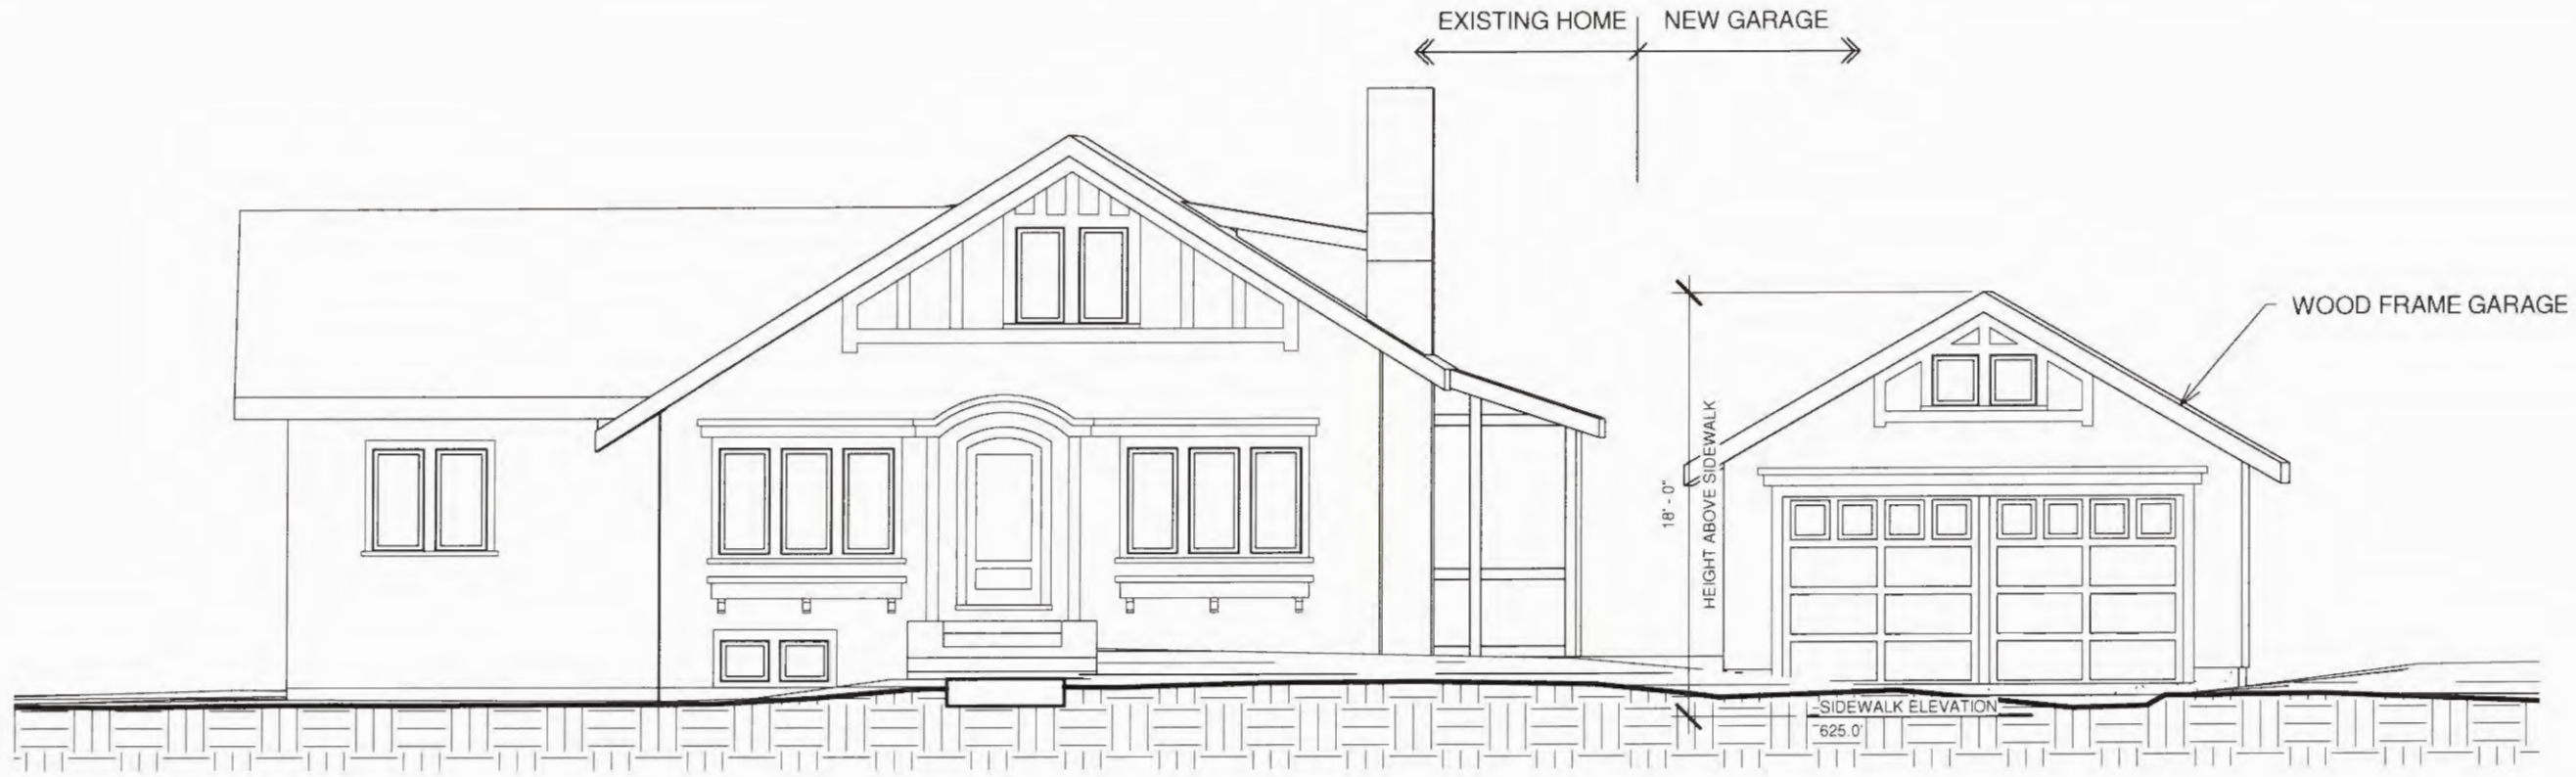 EXISTING HOME
NEW GARAGE
WOOD FRAME GARAGE
18' - 0"
HEIGHT ABOVE SIDEWALK
SIDEWALK ELEVATION
625.0'